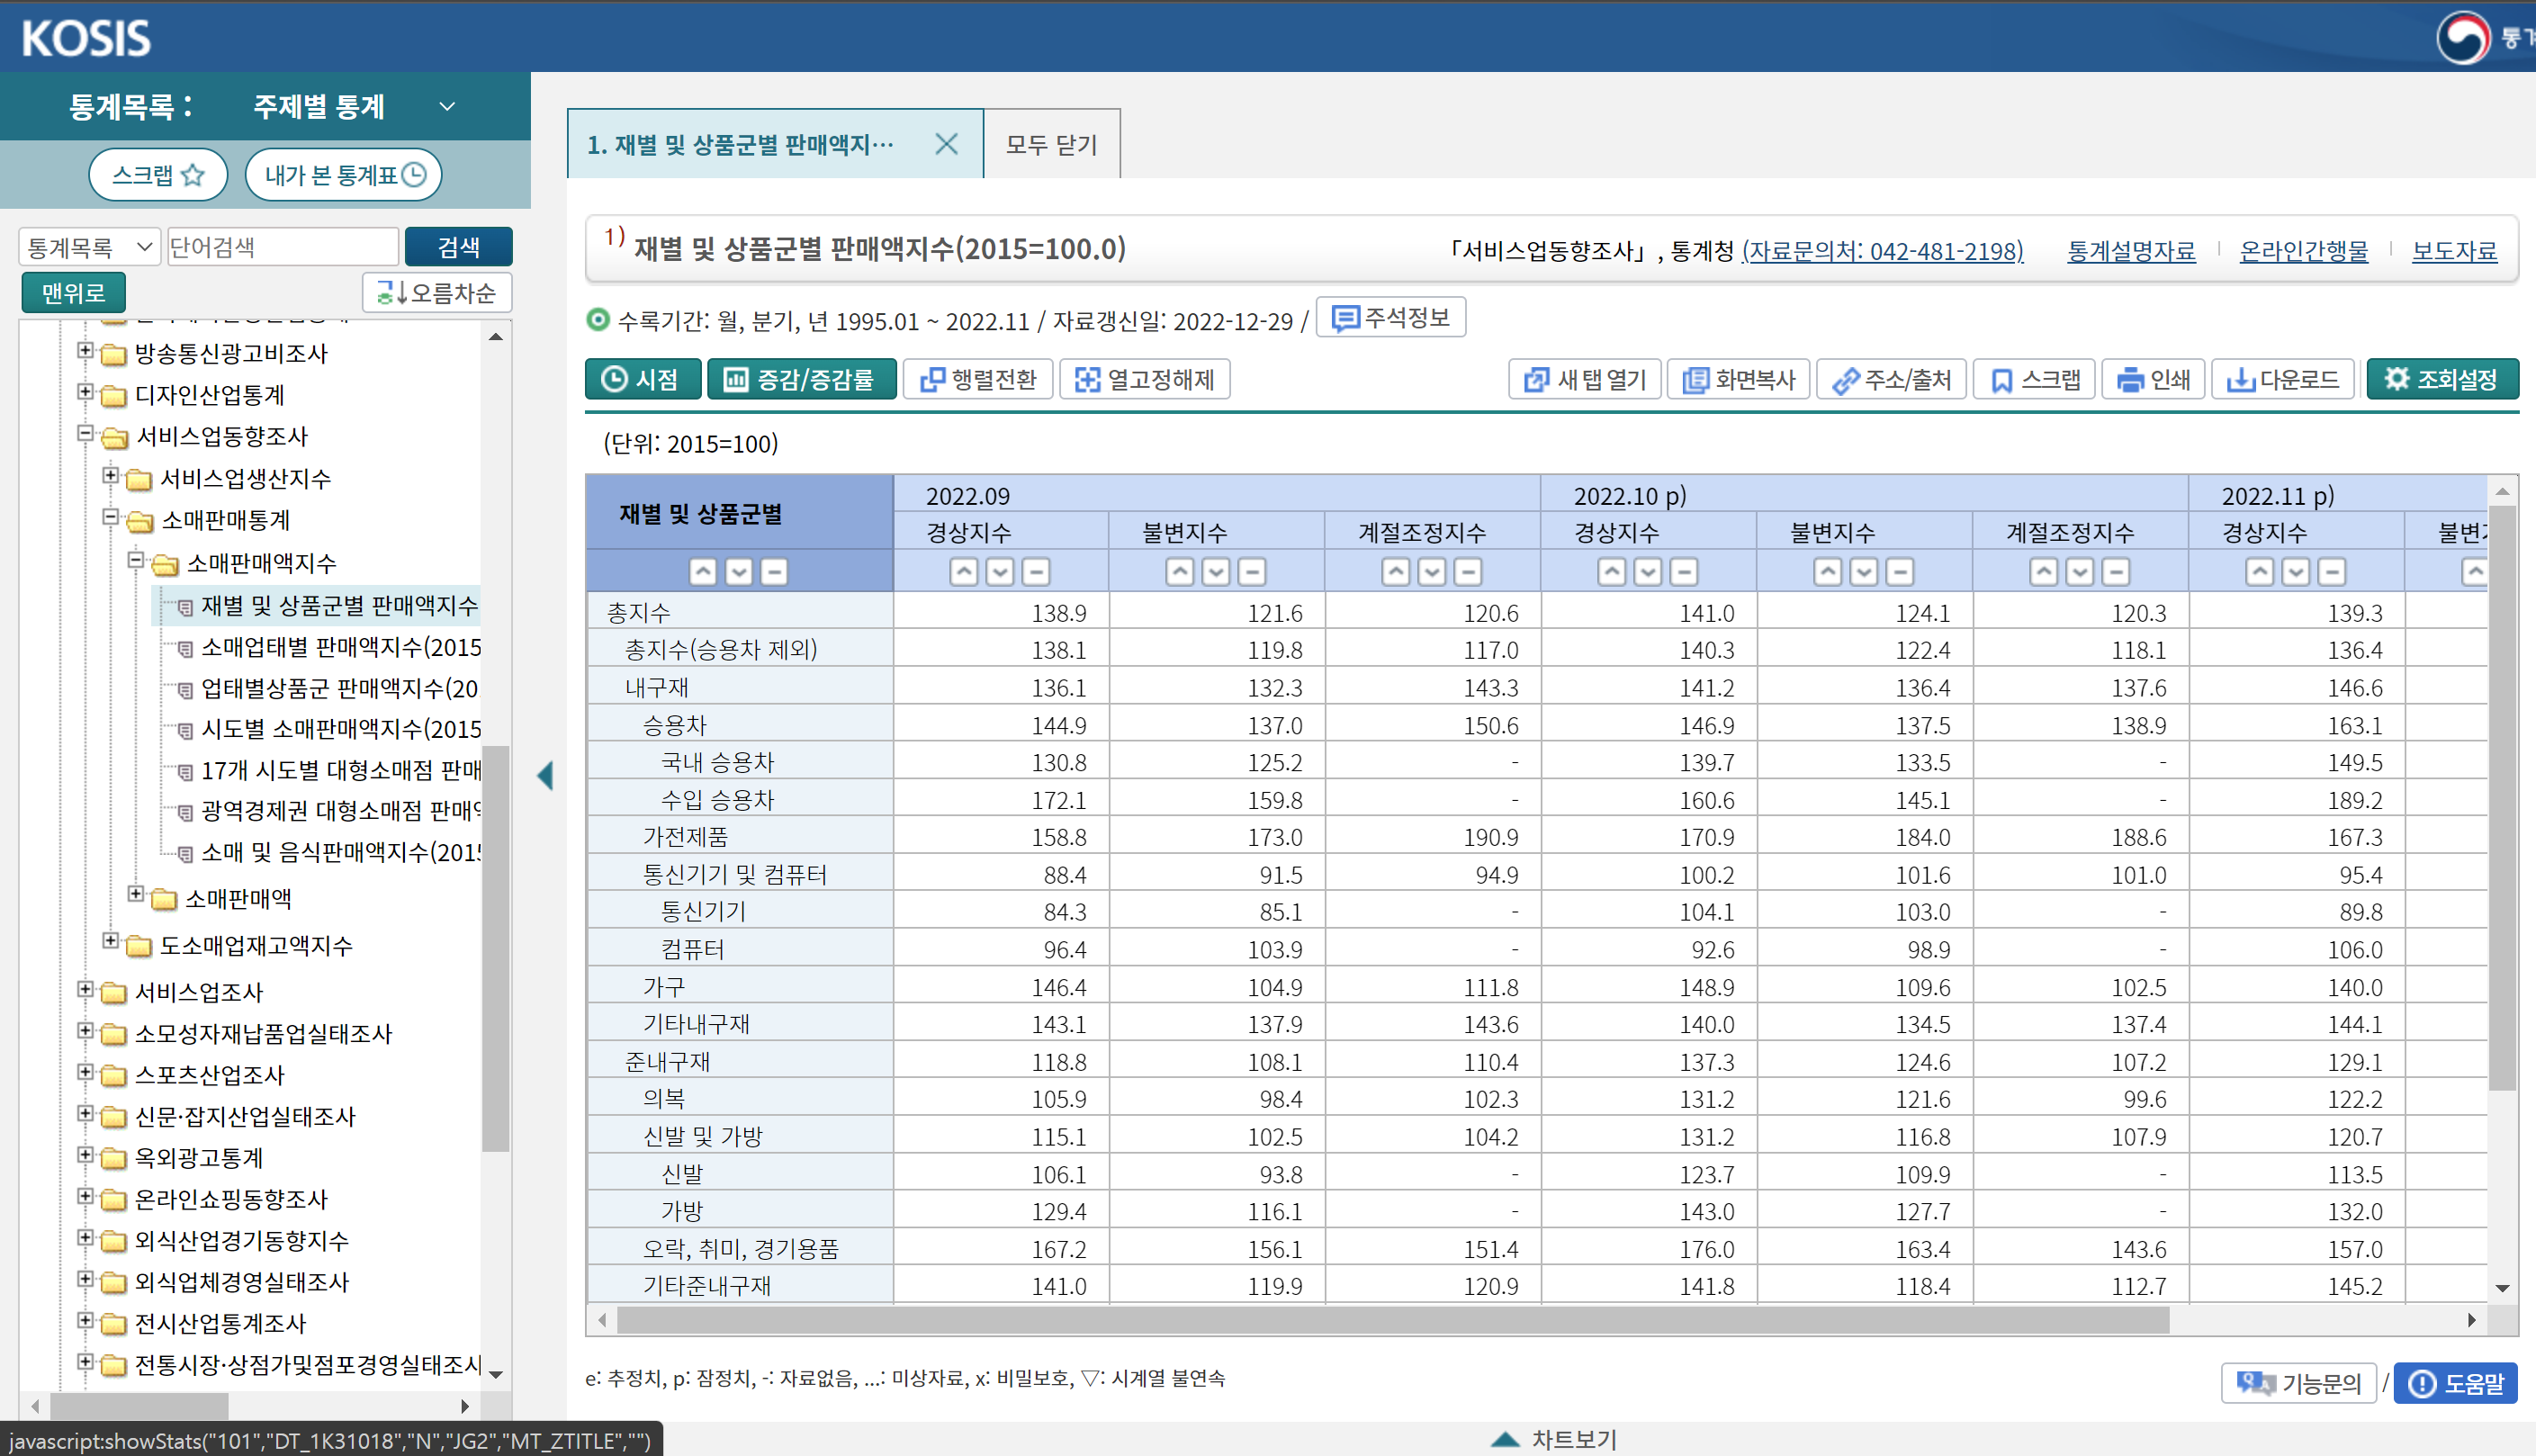 KOSIS
통계목록 : 주제별 통계
스크랩 내가 본 통계표
통계목록 단어검색 검색
맨위로 오름차순
방송통신광고비조사
디자인산업통계
서비스업동향조사
서비스업생산지수
소매판매통계
소매판매액지수
재별 및 상품군별 판매액지수
소매업태별 판매액지수(2015
업태별상품군 판매액지수(20
시도별 소매판매액지수(2015
17개 시도별 대형소매점 판매
광역경제권 대형소매점 판매
소매 및 음식판매액지수(201
소매판매액
도소매업재고액지수
서비스업조사
소모성자재납품업실태조사
스포츠산업조사
신문·잡지산업실태조사
옥외광고통계
온라인쇼핑동향조사
외식산업경기동향지수
외식업체경영실태조사
전시산업통계조사
전통시장·상점가및점포경영실태조사
javascript:showStats("101","DT_1K31018","N","JG2","MT_ZTITLE","")
1. 재별 및 상품군별 판매액지··· 모두 닫기
1) 재별 및 상품군별 판매액지수(2015=100.0) 「서비스업동향조사」, 통계청 (자료문의처: 042-481-2198) 통계설명자료 온라인간행물 보도자료
수록기간: 월, 분기, 년 1995.01 ~ 2022.11 / 자료갱신일: 2022-12-29 / 주석정보
시점 증감/증감률 행렬전환 열고정해제 새 탭 열기 화면복사 주소/출처 스크랩 인쇄 다운로드 조회설정
(단위: 2015=100)
재별 및 상품군별 2022.09 2022.10 p) 2022.11 p)
경상지수 불변지수 계절조정지수 경상지수 불변지수 계절조정지수 경상지수 불변
총지수 138.9 121.6 120.6 141.0 124.1 120.3 139.3
총지수(승용차 제외) 138.1 119.8 117.0 140.3 122.4 118.1 136.4
내구재 136.1 132.3 143.3 141.2 136.4 137.6 146.6
승용차 144.9 137.0 150.6 146.9 137.5 138.9 163.1
국내 승용차 130.8 125.2 - 139.7 133.5 - 149.5
수입 승용차 172.1 159.8 - 160.6 145.1 - 189.2
가전제품 158.8 173.0 190.9 170.9 184.0 188.6 167.3
통신기기 및 컴퓨터 88.4 91.5 94.9 100.2 101.6 101.0 95.4
통신기기 84.3 85.1 - 104.1 103.0 - 89.8
컴퓨터 96.4 103.9 - 92.6 98.9 - 106.0
가구 146.4 104.9 111.8 148.9 109.6 102.5 140.0
기타내구재 143.1 137.9 143.6 140.0 134.5 137.4 144.1
준내구재 118.8 108.1 110.4 137.3 124.6 107.2 129.1
의복 105.9 98.4 102.3 131.2 121.6 99.6 122.2
신발 및 가방 115.1 102.5 104.2 131.2 116.8 107.9 120.7
신발 106.1 93.8 - 123.7 109.9 - 113.5
가방 129.4 116.1 - 143.0 127.7 - 132.0
오락, 취미, 경기용품 167.2 156.1 151.4 176.0 163.4 143.6 157.0
기타준내구재 141.0 119.9 120.9 141.8 118.4 112.7 145.2
e: 추정치, p: 잠정치, -: 자료없음, ...: 미상자료, x: 비밀보호, ▽: 시계열 불연속
기능문의 / 도움말
차트보기